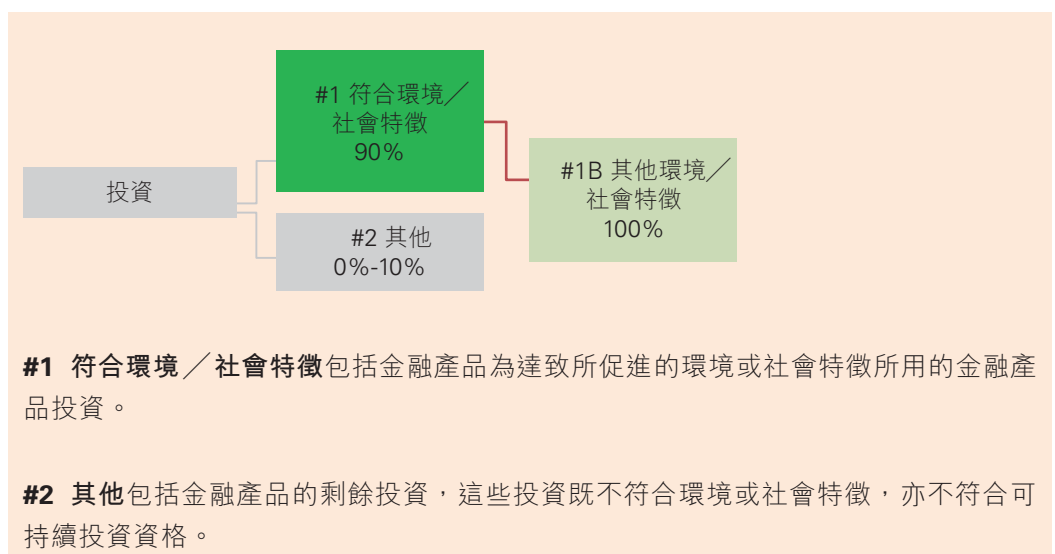 #1 符合環境╱
社會特徵
90%
投資
#1B 其他環境╱
社會特徵
100%
#2 其他
0%-10%
#1 符合環境╱社會特徵包括金融產品為達致所促進的環境或社會特徵所用的金融產
品投資。
#2 其他包括金融產品的剩餘投資，這些投資既不符合環境或社會特徵，亦不符合可
持續投資資格。